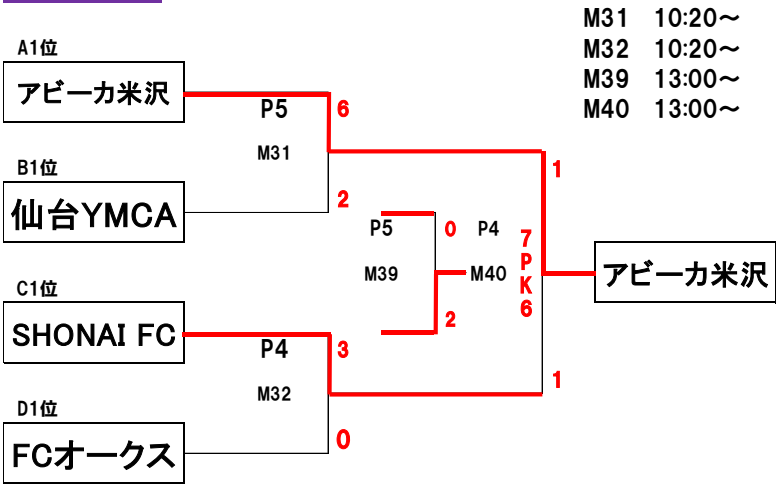 M31 10:20～
M32 10:20～
M39 13:00～
M40 13:00～
A1位
アビーカ米沢
P5
6
M31
B1位
仙台YMCA
2
1
P5
0
P4
7
P
K
6
M39
M40
2
アビーカ米沢
C1位
SHONAI FC
P4
3
M32
1
D1位
FCオークス
0